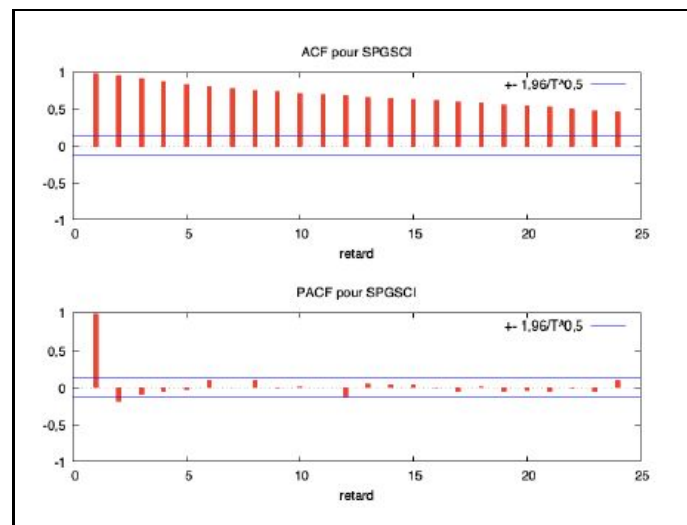 ACF pour SPGSCI
+- 1,96/T^0,5
1
0,5
0
-0,5
-1
0 5 10 15 20 25
retard
PACF pour SPGSCI
+- 1,96/T^0,5
1
0,5
0
-0,5
-1
0 5 10 15 20 25
retard